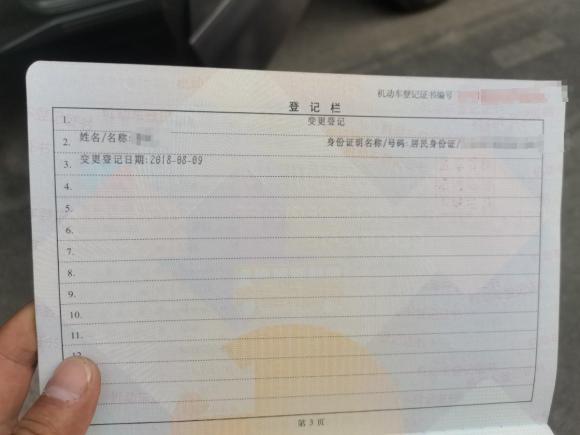 机动车登记证书编号
登记栏
1. 变更登记
2. 姓名/名称: 身份证明名称/号码:居民身份证/
3. 变更登记日期:2018-08-09
4.
5.
6.
7.
8.
9.
10.
11.
12
第 3 页